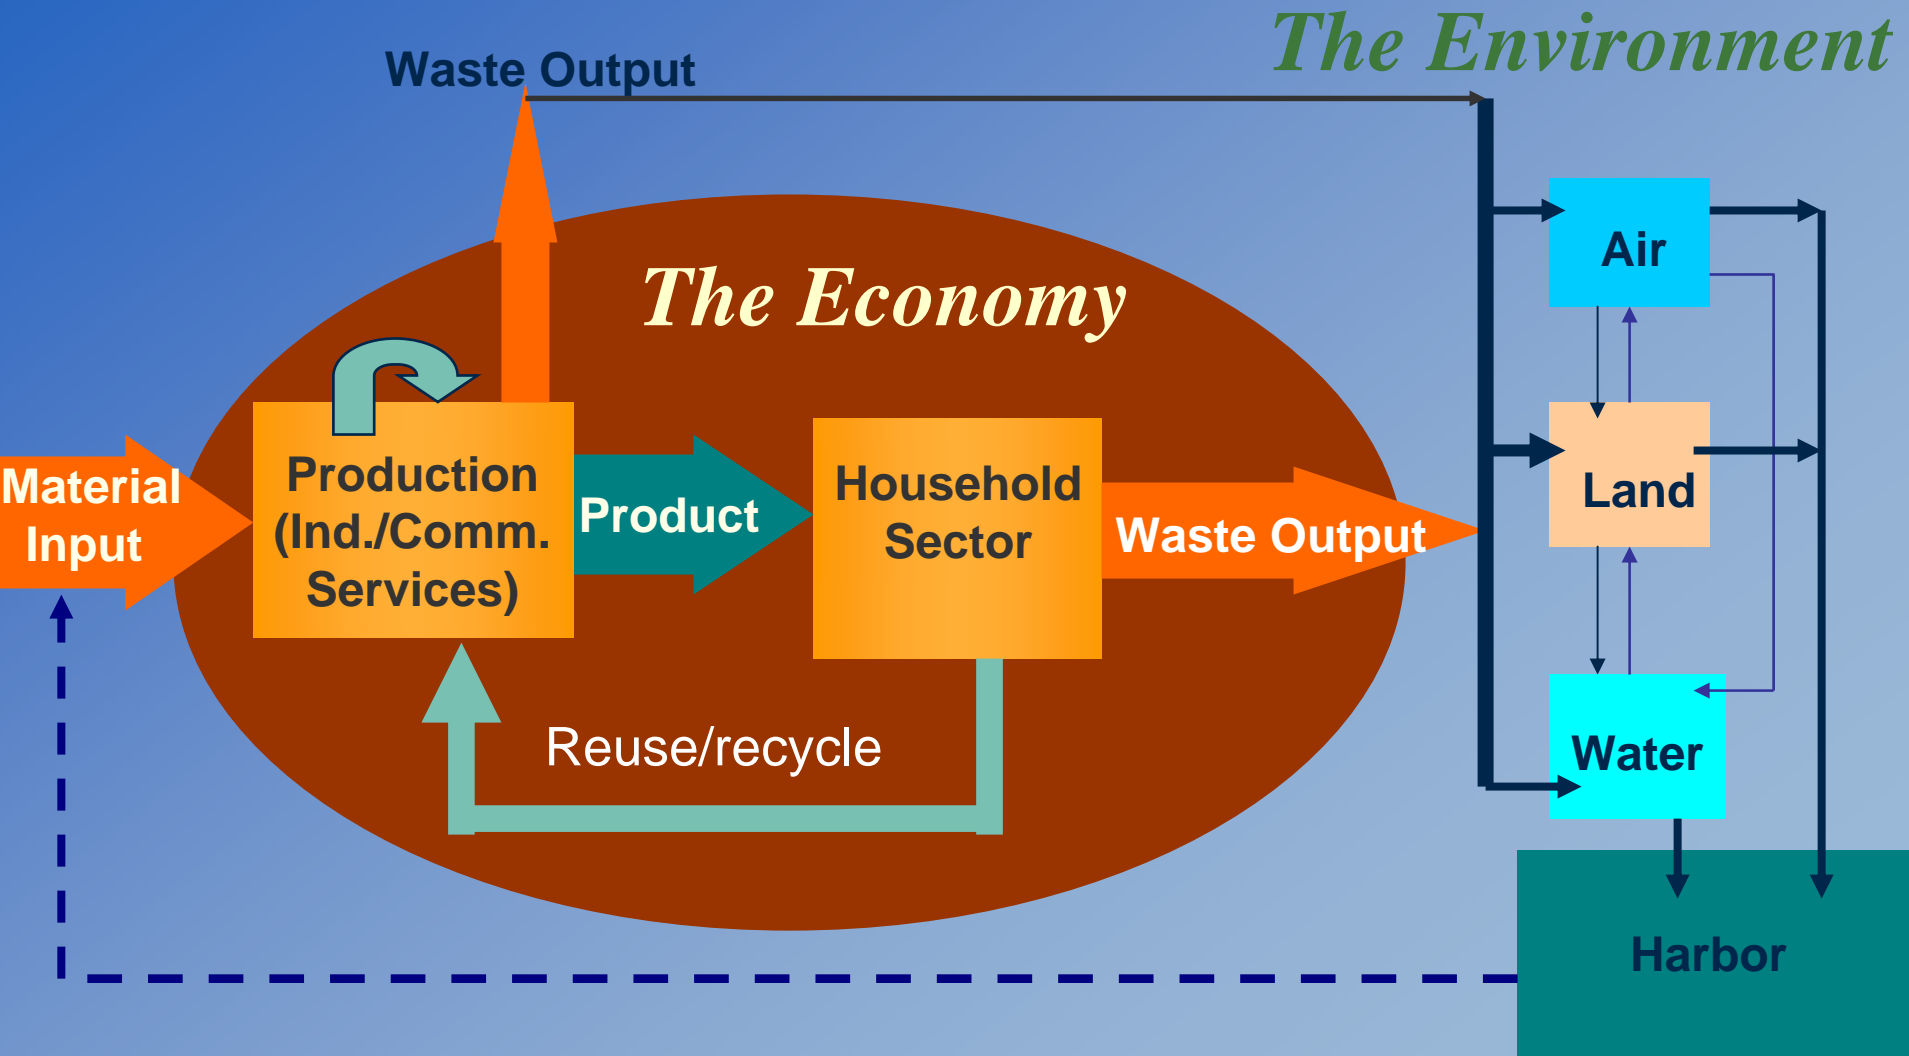 The Environment
Waste Output
The Economy
Air
Material
Input
Production
(Ind./Comm.
Services)
Product
Household
Sector
Waste Output
Land
Reuse/recycle
Water
Harbor